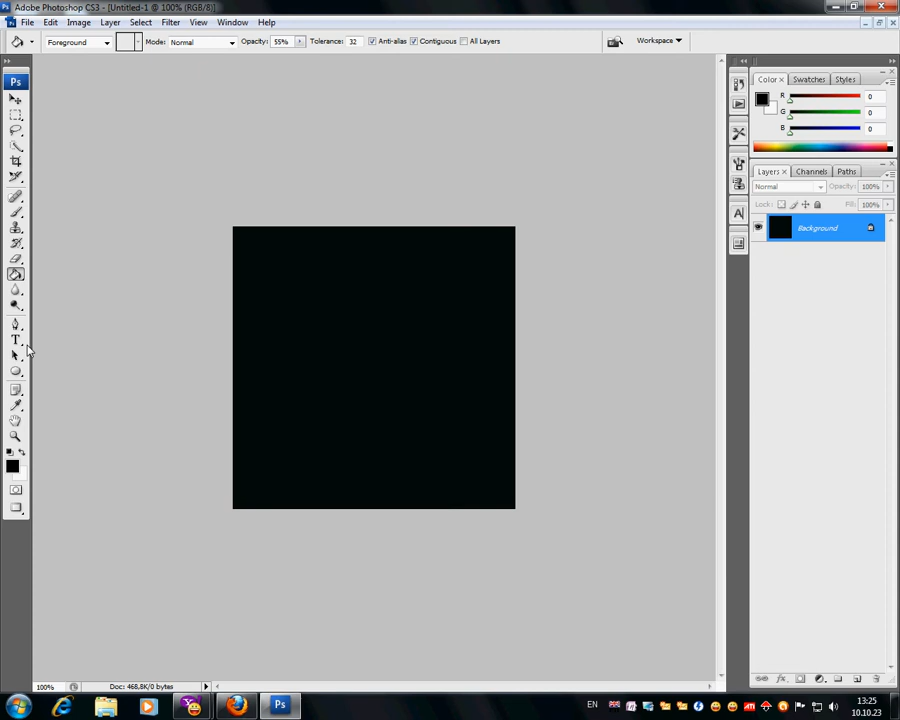 Adobe Photoshop CS3 - [Untitled-1 @ 100% (RGB/8)]
File Edit Image Layer Select Analysis Filter View Window Help
Foreground Mode: Normal Opacity: 55% Tolerance: 32 Anti-alias Contiguous All Layers Workspace
Ps
Color Swatches Styles
R 0
G 0
B 0
Layers Channels Paths
Normal Opacity: 100%
Lock: Fill: 100%
Background
T
A
100% Doc: 468,8K/0 bytes
Ps EN 13:25
10.10.23